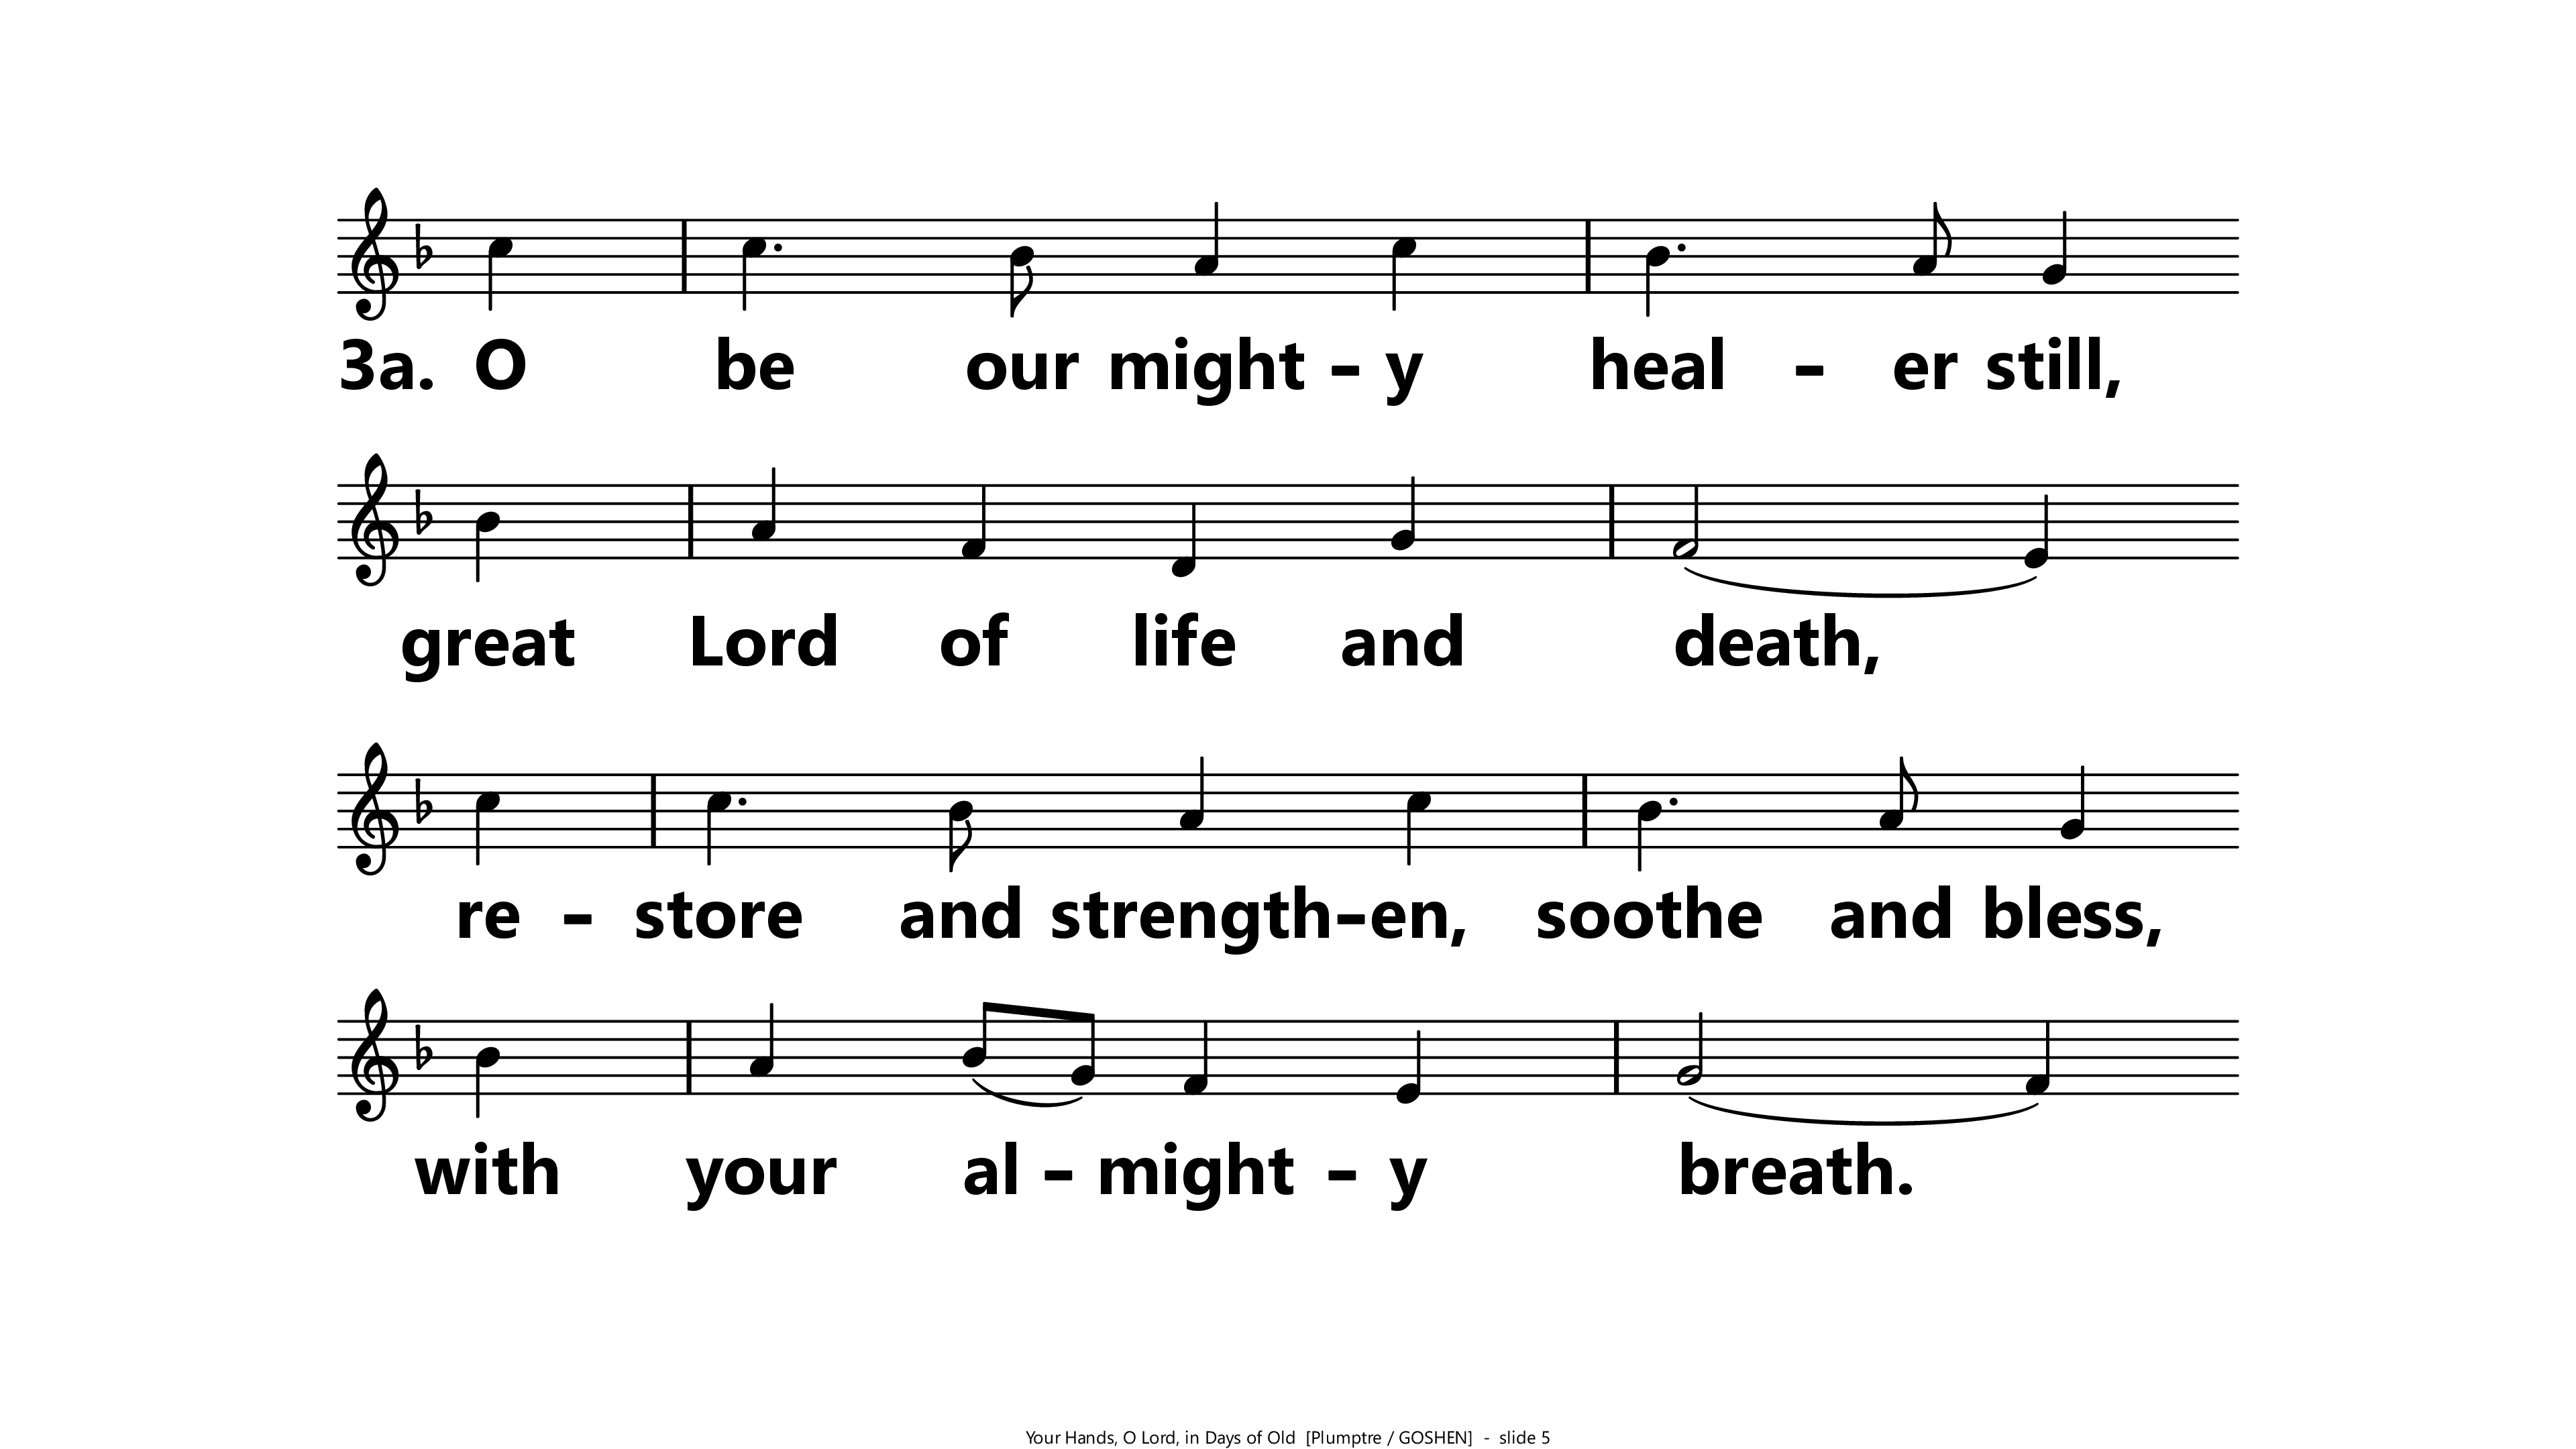 3a. O be our might - y heal - er still,
great Lord of life and death,
re - store and strength-en, soothe and bless,
with your al - might - y breath.
Your Hands, O Lord, in Days of Old [Plumptre / GOSHEN] - slide 5